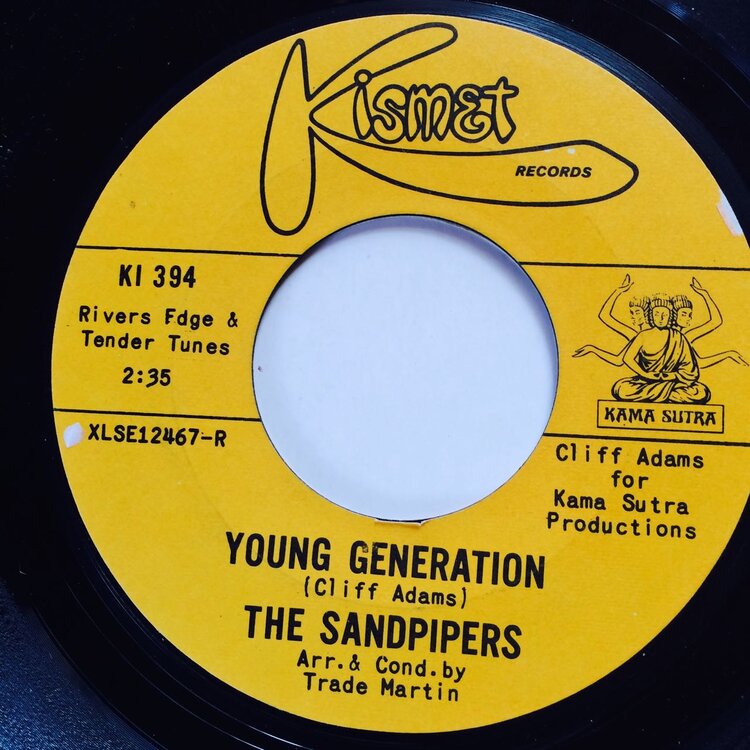 Kismet
RECORDS
KI 394
Rivers Fdge &
Tender Tunes
2:35
XLSE12467-R
KAMA SUTRA
Cliff Adams
for
Kama Sutra
Productions
YOUNG GENERATION
(Cliff Adams)
THE SANDPIPERS
Arr.& Cond.by
Trade Martin